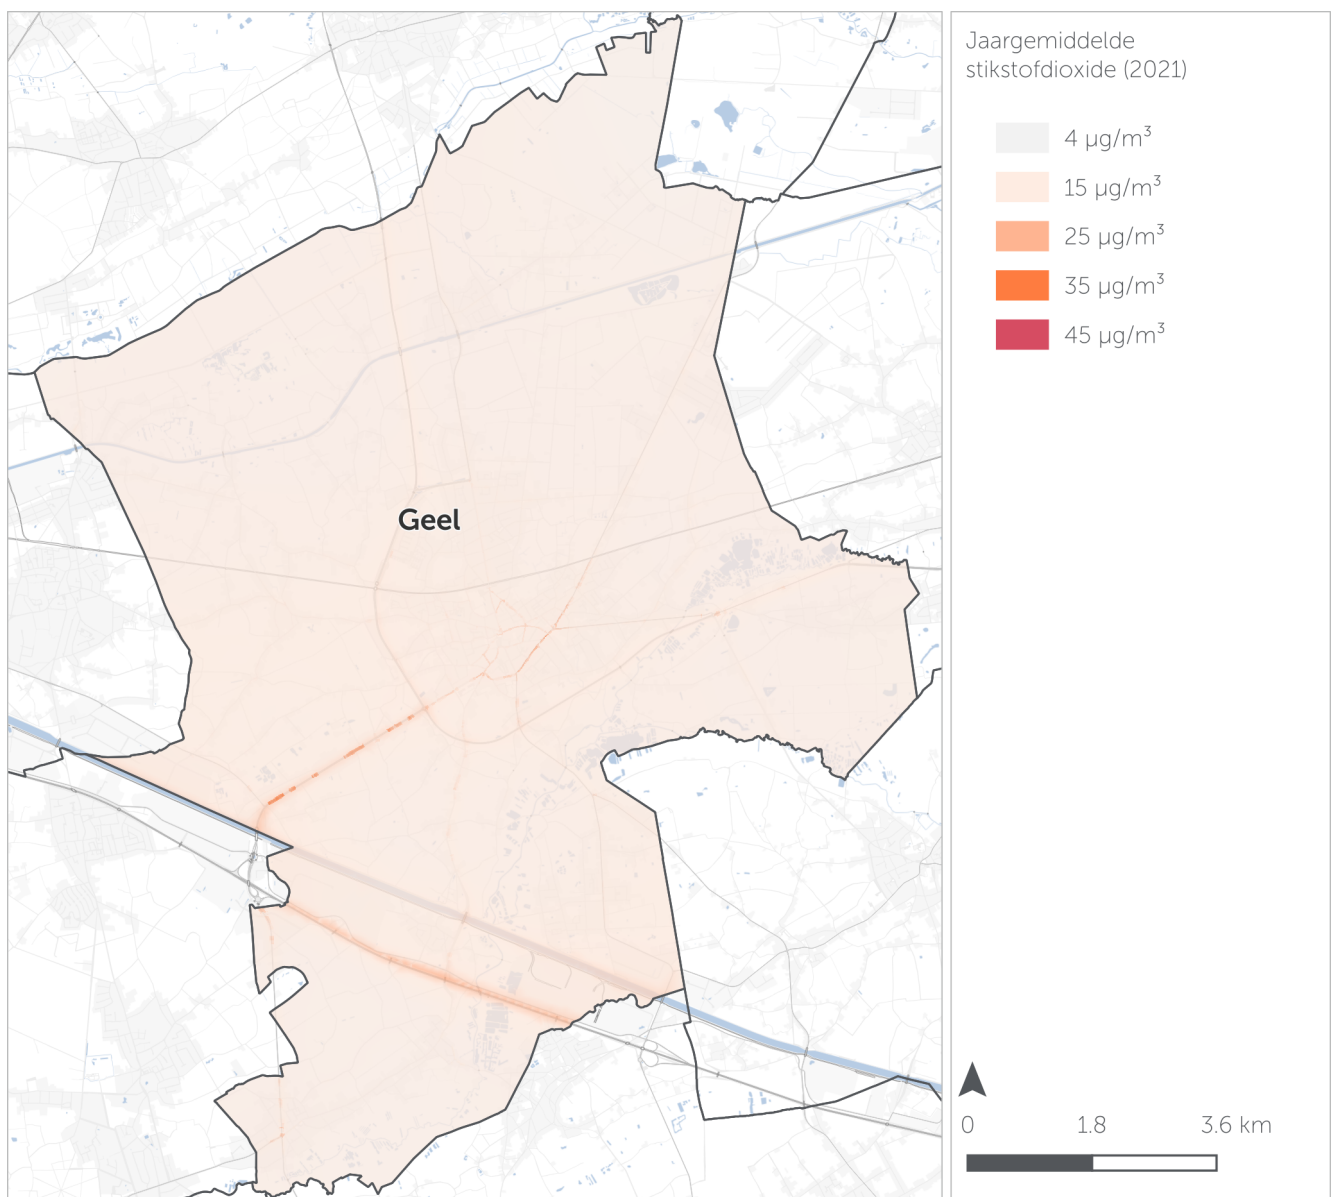 Jaargemiddelde
stikstofdioxide (2021)
4 µg/m³
15 µg/m³
25 µg/m³
35 µg/m³
45 µg/m³
Geel
0 1.8 3.6 km